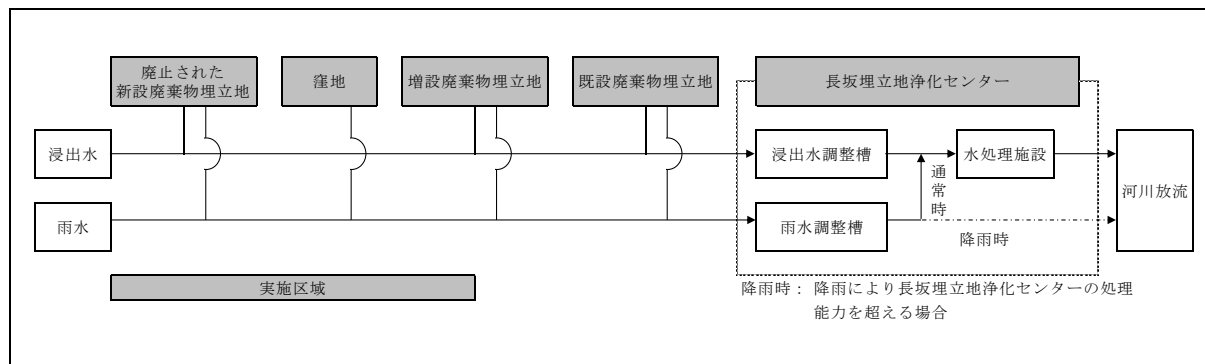 廃止された
新設廃棄物埋立地
窪地
増設廃棄物埋立地
既設廃棄物埋立地
長坂埋立地浄化センター
浸出水
浸出水調整槽
水処理施設
通常時
河川放流
雨水
雨水調整槽
降雨時
実施区域
降雨時： 降雨により長坂埋立地浄化センターの処理
能力を超える場合